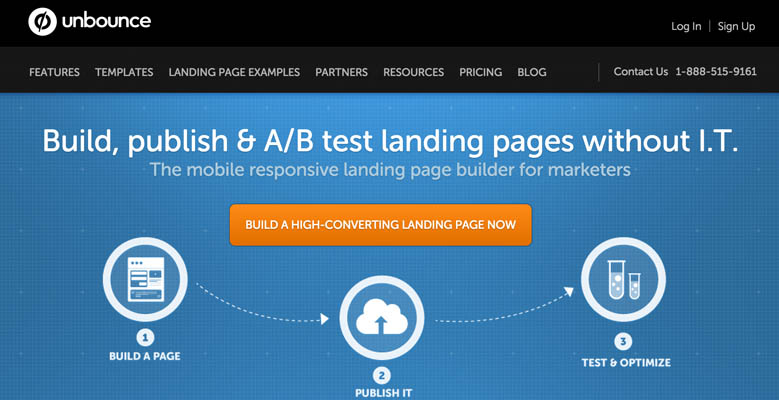 unbounce
Log In | Sign Up
FEATURES TEMPLATES LANDING PAGE EXAMPLES PARTNERS RESOURCES PRICING BLOG Contact Us 1-888-515-9161
Build, publish & A/B test landing pages without I.T.
The mobile responsive landing page builder for marketers
BUILD A HIGH-CONVERTING LANDING PAGE NOW
1
BUILD A PAGE
2
PUBLISH IT
3
TEST & OPTIMIZE